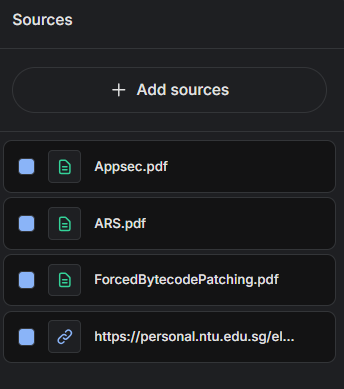 Sources
+ Add sources
Appsec.pdf
ARS.pdf
ForcedBytecodePatching.pdf
https://personal.ntu.edu.sg/el...